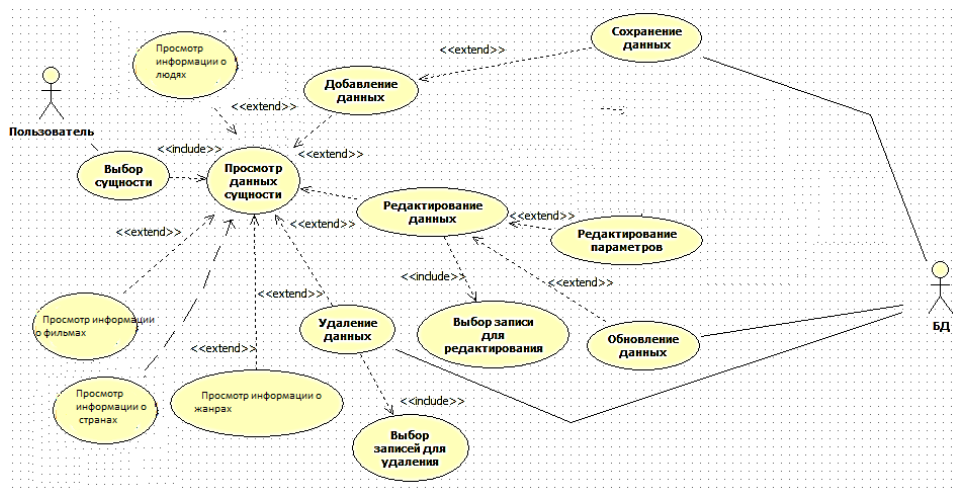 Сохранение
данных
<<extend>>
Просмотр
информации о
людях
Добавление
данных
Пользователь
<<extend>>
<<extend>>
<<include>>
<<extend>>
Выбор
сущности
Просмотр
данных
сущности
Редактирование
данных
<<extend>>
<<extend>>
<<extend>>
Редактирование
параметров
<<include>>
<<extend>>
<<extend>>
БД
Просмотр информации
о фильмах
Удаление
данных
Выбор записи
для
редактирования
Обновление
данных
<<extend>>
Просмотр
информации о
странах
Просмотр информации о
жанрах
<<include>>
Выбор
записей для
удаления